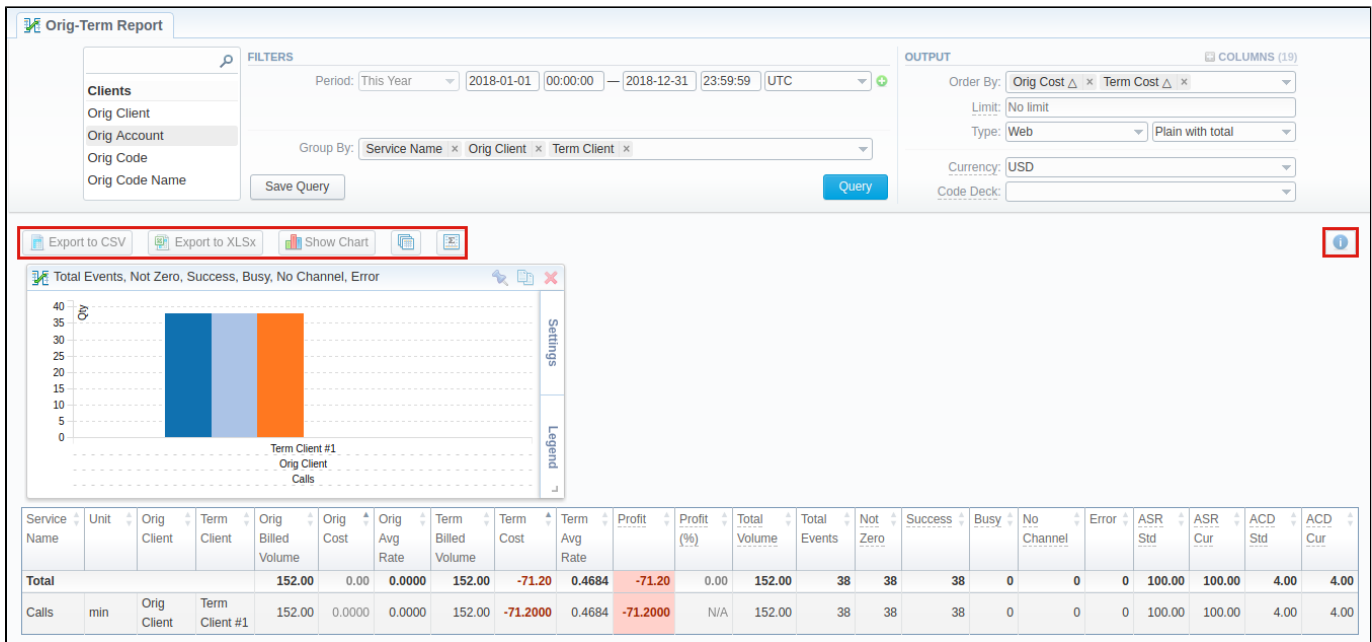 Orig-Term Report
Clients
Orig Client
Orig Account
Orig Code
Orig Code Name
FILTERS
Period: This Year 2018-01-01 00:00:00 — 2018-12-31 23:59:59 UTC
Group By: Service Name × Orig Client × Term Client ×
Save Query Query
OUTPUT COLUMNS (19)
Order By: Orig Cost △ × Term Cost △ ×
Limit: No limit
Type: Web Plain with total
Currency: USD
Code Deck:
Export to CSV Export to XLSx Show Chart
Total Events, Not Zero, Success, Busy, No Channel, Error
Qty
40
35
30
25
20
15
10
5
0
Term Client #1
Orig Client
Calls
Settings
Legend
Service Name Unit Orig Client Term Client Orig Billed Volume Orig Cost Orig Avg Rate Term Billed Volume Term Cost Term Avg Rate Profit Profit (%) Total Volume Total Events Not Zero Success Busy No Channel Error ASR Std ASR Cur ACD Std ACD Cur
Total 152.00 0.00 0.0000 152.00 -71.20 0.4684 -71.20 0.00 152.00 38 38 38 0 0 0 100.00 100.00 4.00 4.00
Calls min Orig Client Term Client #1 152.00 0.0000 0.0000 152.00 -71.2000 0.4684 -71.2000 N/A 152.00 38 38 38 0 0 0 100.00 100.00 4.00 4.00